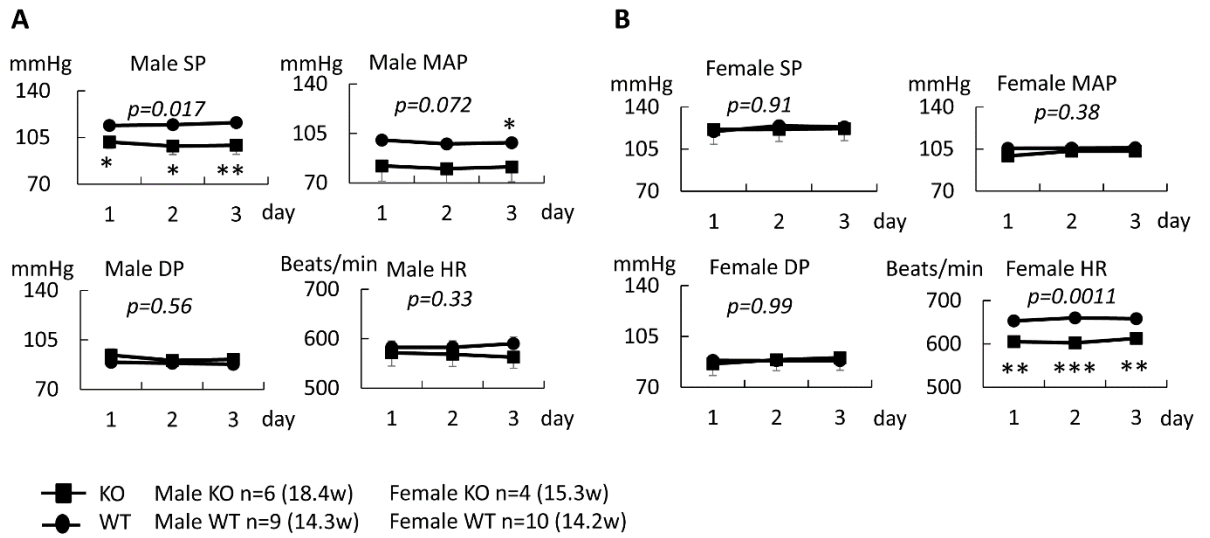 A
mmHg Male SP
140
p=0.017
105
* * **
70
1 2 3 day
mmHg Male MAP
140
p=0.072
*
105
70
1 2 3 day
mmHg Male DP
140
p=0.56
105
70
1 2 3 day
Beats/min Male HR
700
p=0.33
600
500
1 2 3 day
B
mmHg Female SP
140
p=0.91
105
70
1 2 3 day
mmHg Female MAP
140
p=0.38
105
70
1 2 3 day
mmHg Female DP
140
p=0.99
105
70
1 2 3 day
Beats/min Female HR
700
p=0.0011
600
** *** **
500
1 2 3 day
KO Male KO n=6 (18.4w) Female KO n=4 (15.3w)
WT Male WT n=9 (14.3w) Female WT n=10 (14.2w)